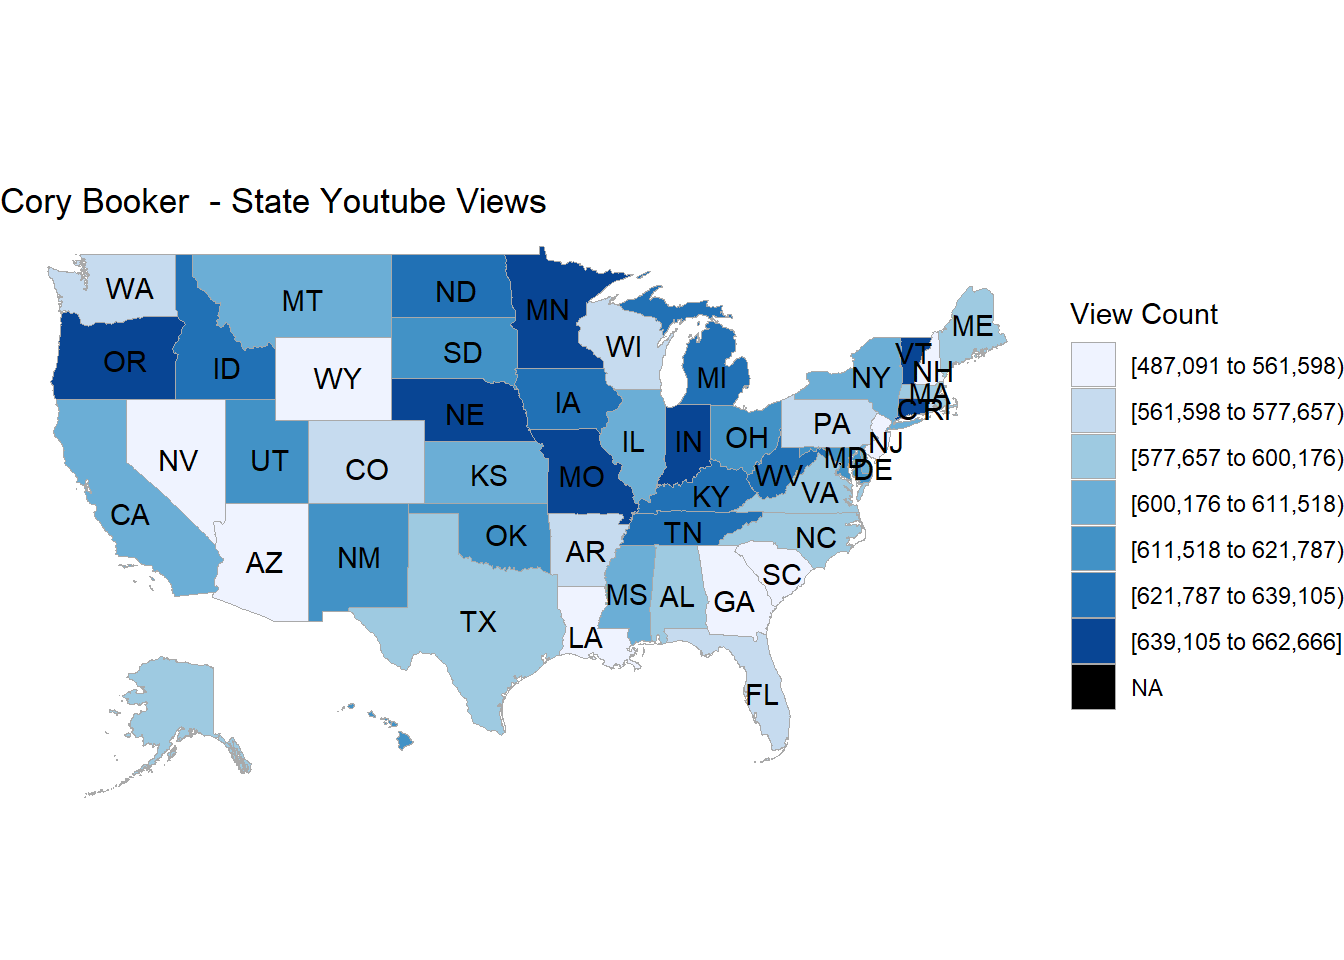 Cory Booker  - State Youtube Views
WA
MT
ND
MN
ME
OR
ID
SD
WI
VT
NH
WY
MI
NY
MA
NE
IA
CT
RI
NV
UT
CO
KS
IL
IN
OH
PA
NJ
MD
DE
CA
MO
WV
KY
VA
AZ
NM
OK
AR
TN
NC
TX
LA
MS
AL
GA
SC
FL
View Count
[487,091 to 561,598)
[561,598 to 577,657)
[577,657 to 600,176)
[600,176 to 611,518)
[611,518 to 621,787)
[621,787 to 639,105)
[639,105 to 662,666]
NA